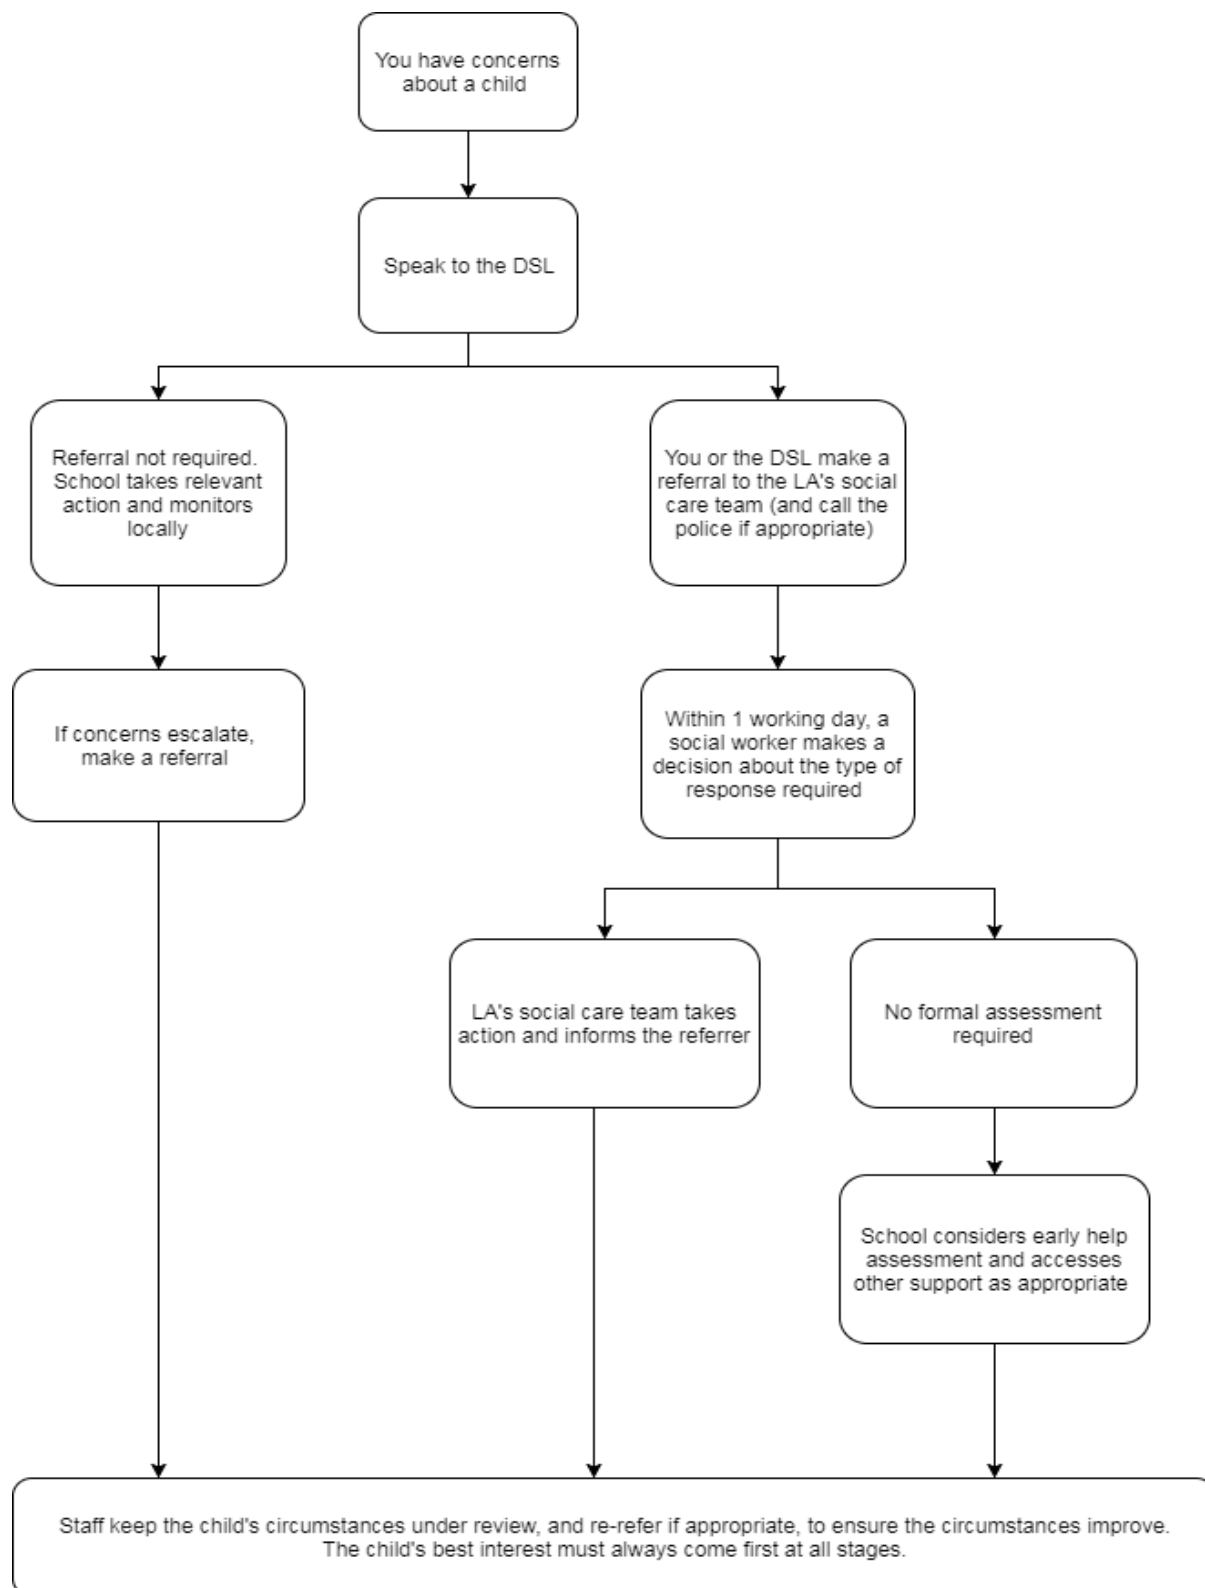 You have concerns
about a child
Speak to the DSL
Referral not required.
School takes relevant
action and monitors
locally
You or the DSL make a
referral to the LA's social
care team (and call the
police if appropriate)
If concerns escalate,
make a referral
Within 1 working day, a
social worker makes a
decision about the type of
response required
LA's social care team takes
action and informs the referrer
No formal assessment
required
School considers early help
assessment and accesses
other support as appropriate
Staff keep the child's circumstances under review, and re-refer if appropriate, to ensure the circumstances improve.
The child's best interest must always come first at all stages.